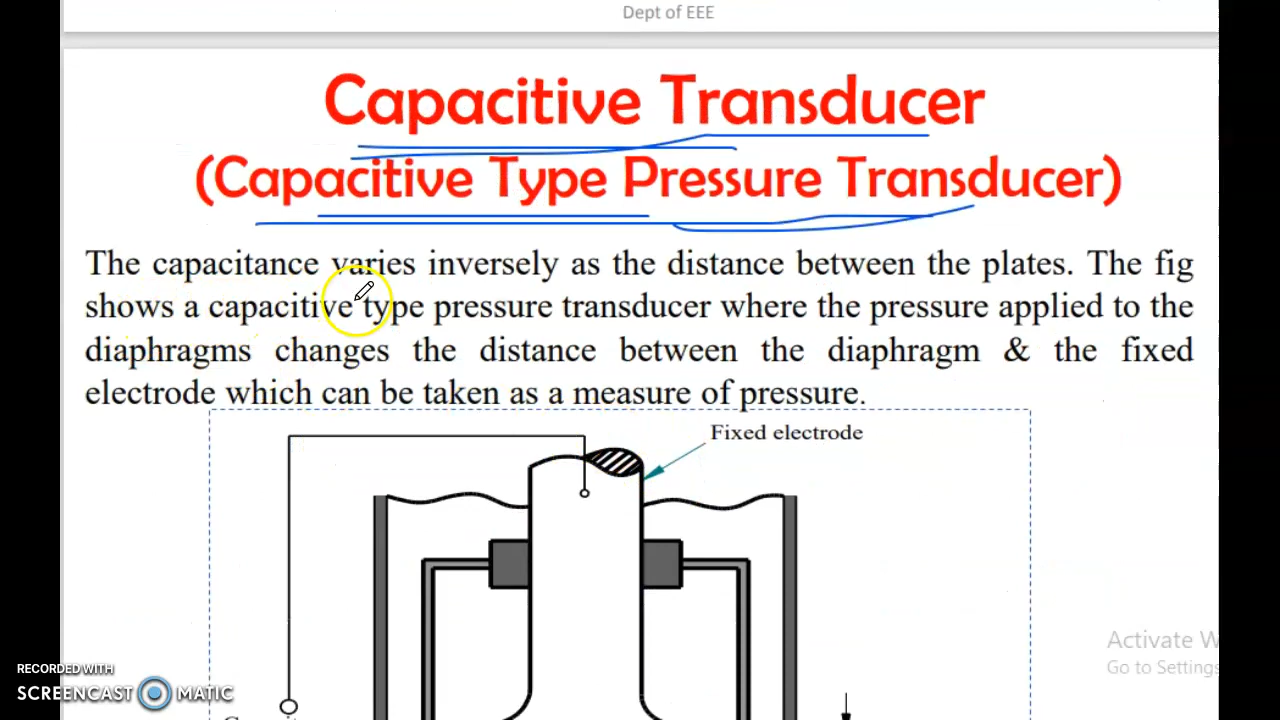 Dept of EEE
Capacitive Transducer
(Capacitive Type Pressure Transducer)
The capacitance varies inversely as the distance between the plates. The fig
shows a capacitive type pressure transducer where the pressure applied to the
diaphragms changes the distance between the diaphragm & the fixed
electrode which can be taken as a measure of pressure.
Fixed electrode
Activate W
Go to Settings
RECORDED WITH
SCREENCAST MATIC